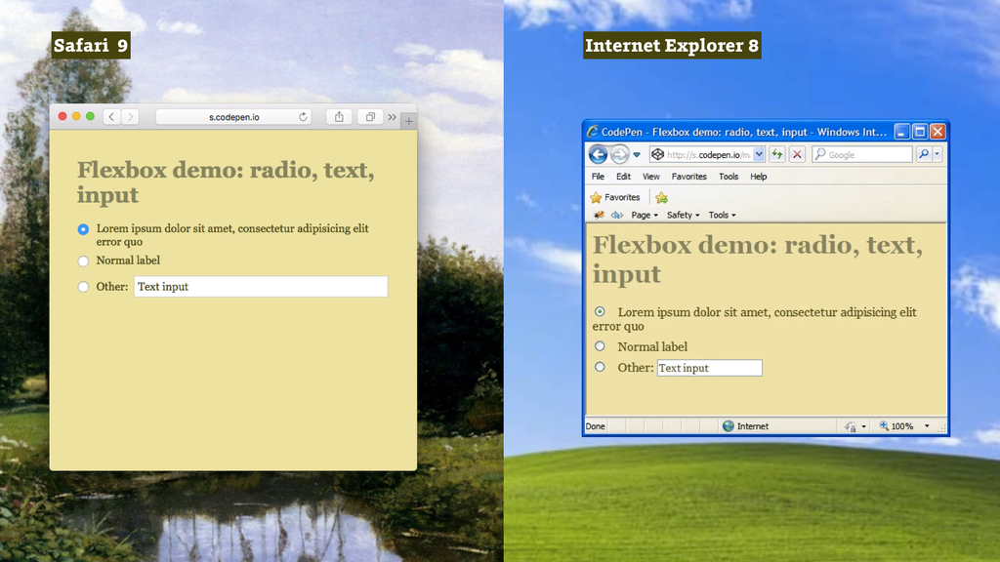 Safari 9
s.codepen.io
Flexbox demo: radio, text,
input
Lorem ipsum dolor sit amet, consectetur adipisicing elit
error quo
Normal label
Other: Text input
Internet Explorer 8
CodePen - Flexbox demo: radio, text, input - Windows Int...
http://s.codepen.io/m
Google
File Edit View Favorites Tools Help
Favorites
Page Safety Tools
Flexbox demo: radio, text,
input
Lorem ipsum dolor sit amet, consectetur adipisicing elit
error quo
Normal label
Other: Text input
Done Internet 100%